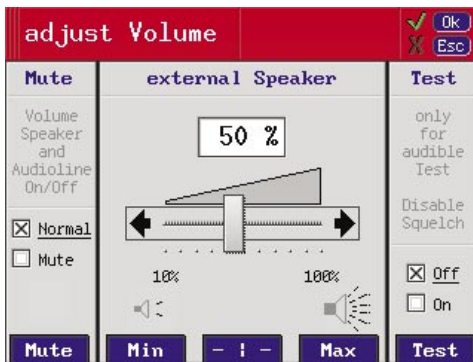 adjust Volume
Ok
Esc
Mute
external Speaker
Test
Volume
Speaker
and
Audioline
On/Off
Normal
Mute
50 %
10%
100%
only
for
audible
Test
Disable
Squelch
Off
On
Mute
Min
- ¦ -
Max
Test